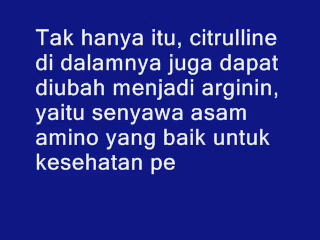 Tak hanya itu, citrulline
di dalamnya juga dapat
diubah menjadi arginin,
yaitu senyawa asam
amino yang baik untuk
kesehatan pe